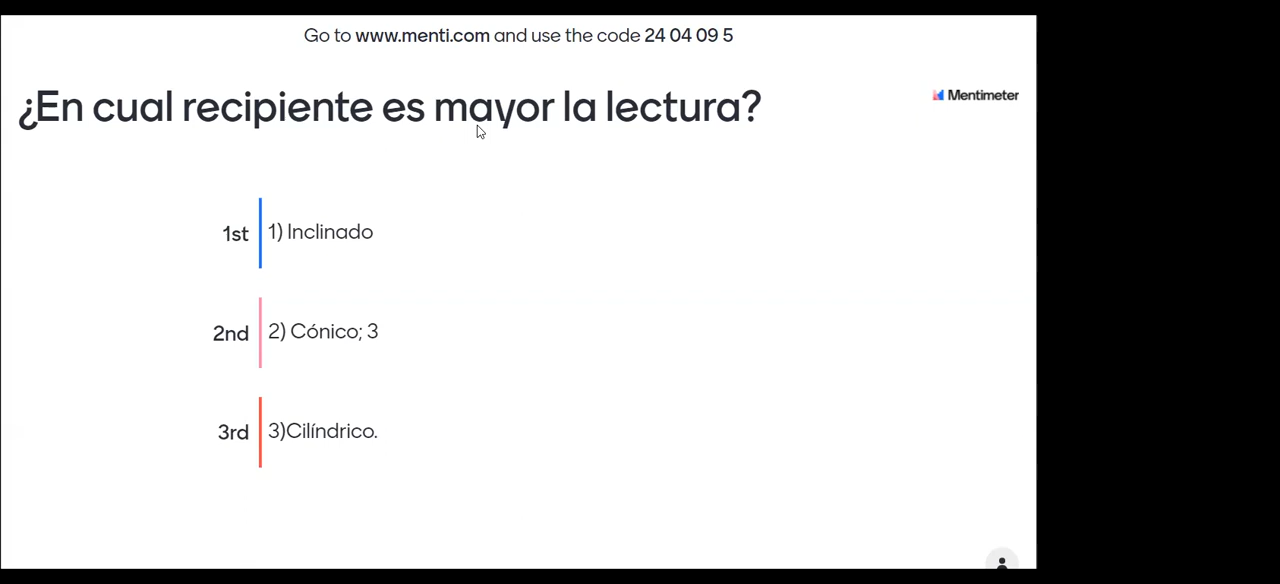 Go to www.menti.com and use the code 24 04 09 5
¿En cual recipiente es mayor la lectura?
Mentimeter
1st 1) Inclinado
2nd 2) Cónico; 3
3rd 3)Cilíndrico.